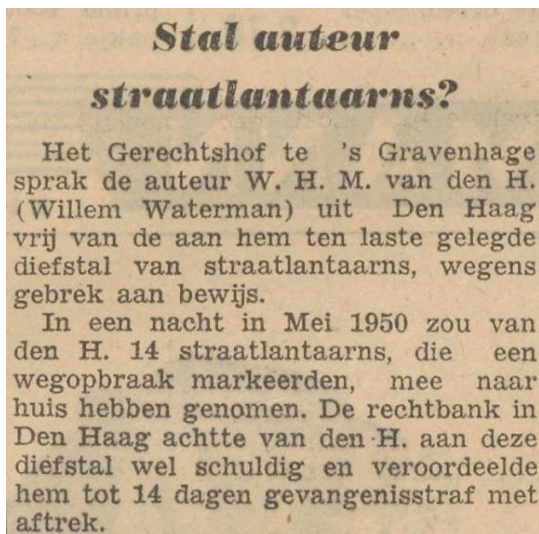 Stal auteur
straatlantaarns?
Het Gerechtshof te 's Gravenhage
sprak de auteur W. H. M. van den H.
(Willem Waterman) uit Den Haag
vrij van de aan hem ten laste gelegde
diefstal van straatlantaarns, wegens
gebrek aan bewijs.
In een nacht in Mei 1950 zou van
den H. 14 straatlantaarns, die een
wegopbraak markeerden, mee naar
huis hebben genomen. De rechtbank in
Den Haag achtte van den H. aan deze
diefstal wel schuldig en veroordeelde
hem tot 14 dagen gevangenisstraf met
aftrek.